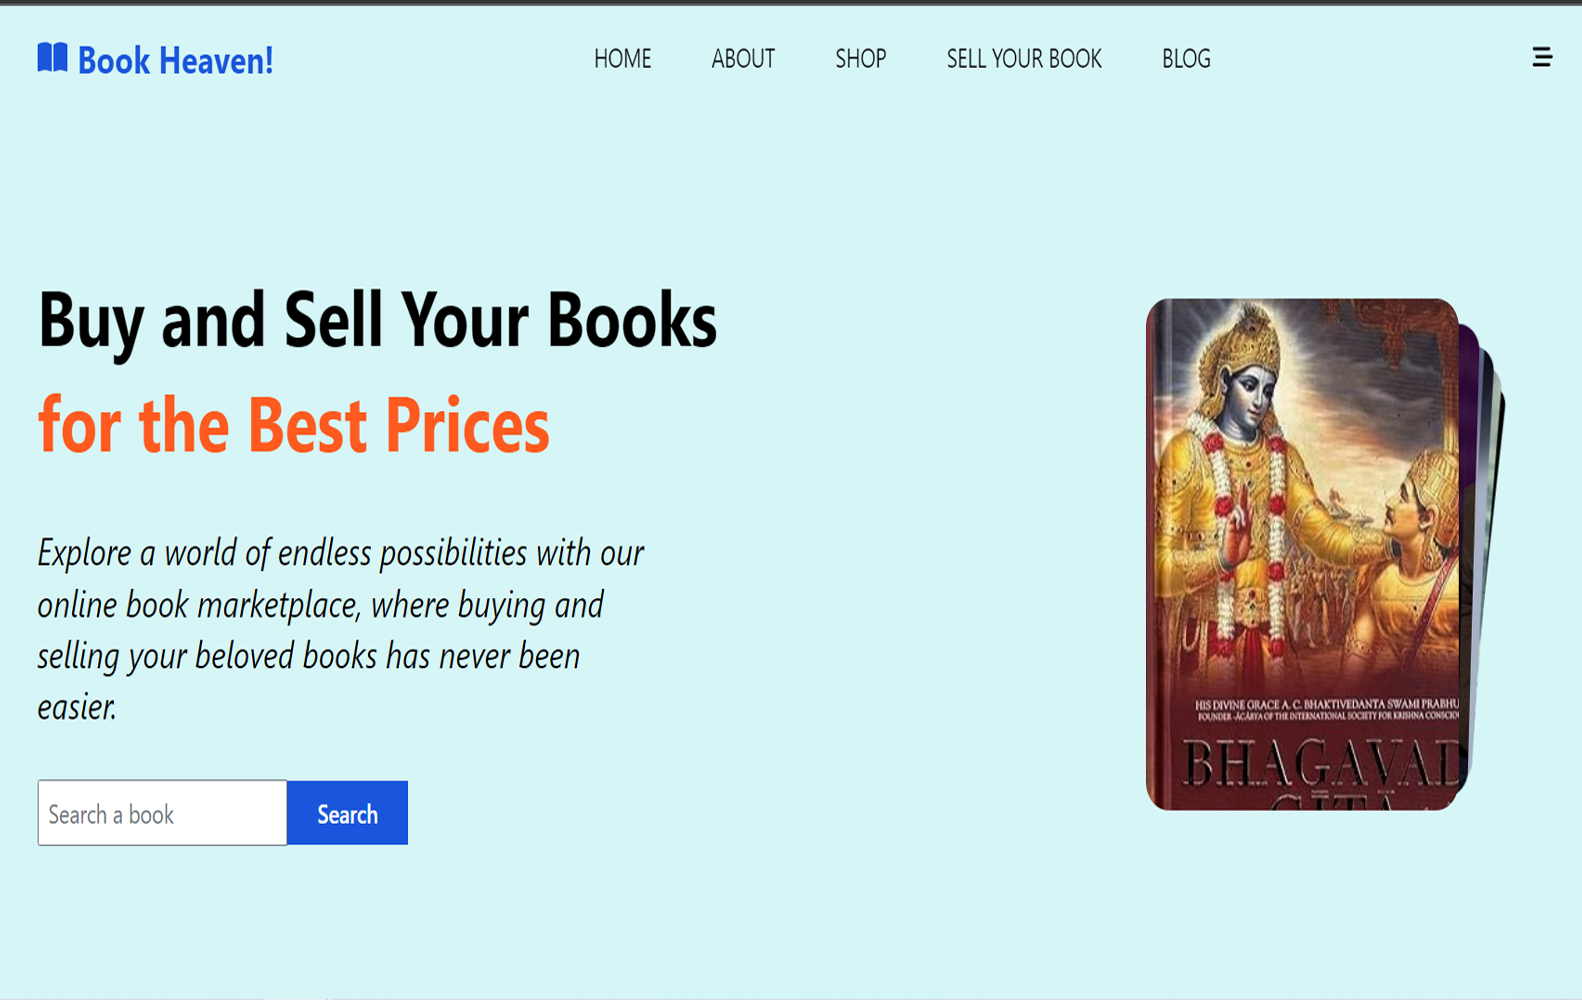 Book Heaven!
HOME ABOUT SHOP SELL YOUR BOOK BLOG
Buy and Sell Your Books
for the Best Prices
Explore a world of endless possibilities with our
online book marketplace, where buying and
selling your beloved books has never been
easier.
Search a book Search
HIS DIVINE GRACE A. C. BHAKTIVEDANTA SWAMI PRABHU
FOUNDER-ĀCĀRYA OF THE INTERNATIONAL SOCIETY FOR KRISHNA CONSCIO
BHAGAVAD
GĪTĀ